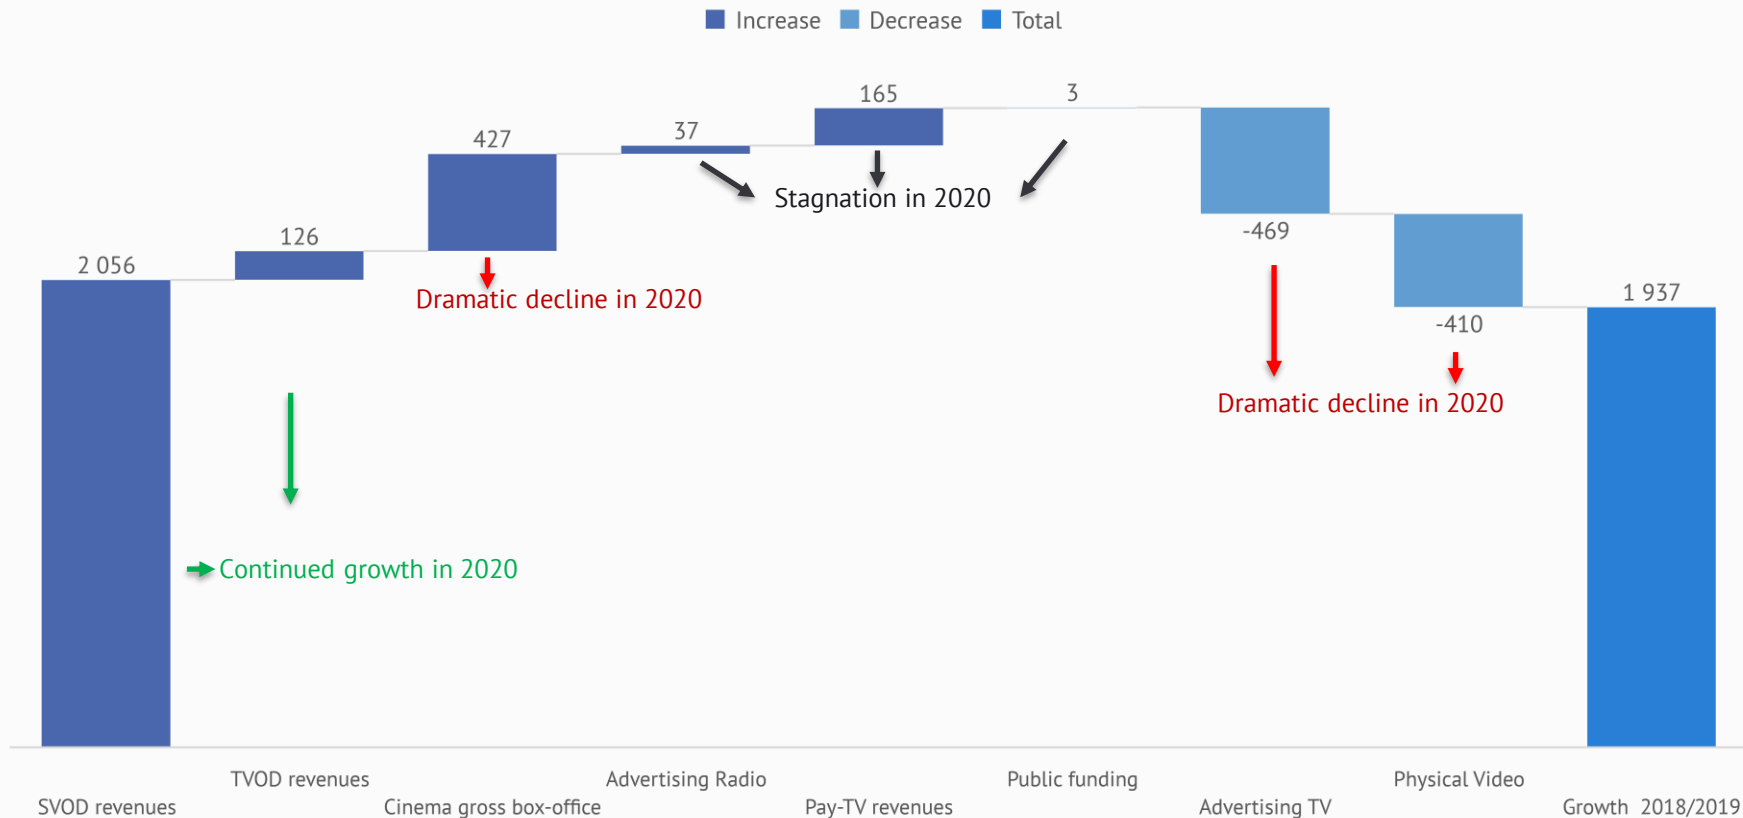 Increase Decrease Total
165
3
427
37
Stagnation in 2020
126
-469
2 056
Dramatic decline in 2020
1 937
-410
Dramatic decline in 2020
Continued growth in 2020
TVOD revenues
Advertising Radio
Public funding
Physical Video
SVOD revenues
Cinema gross box-office
Pay-TV revenues
Advertising TV
Growth 2018/2019